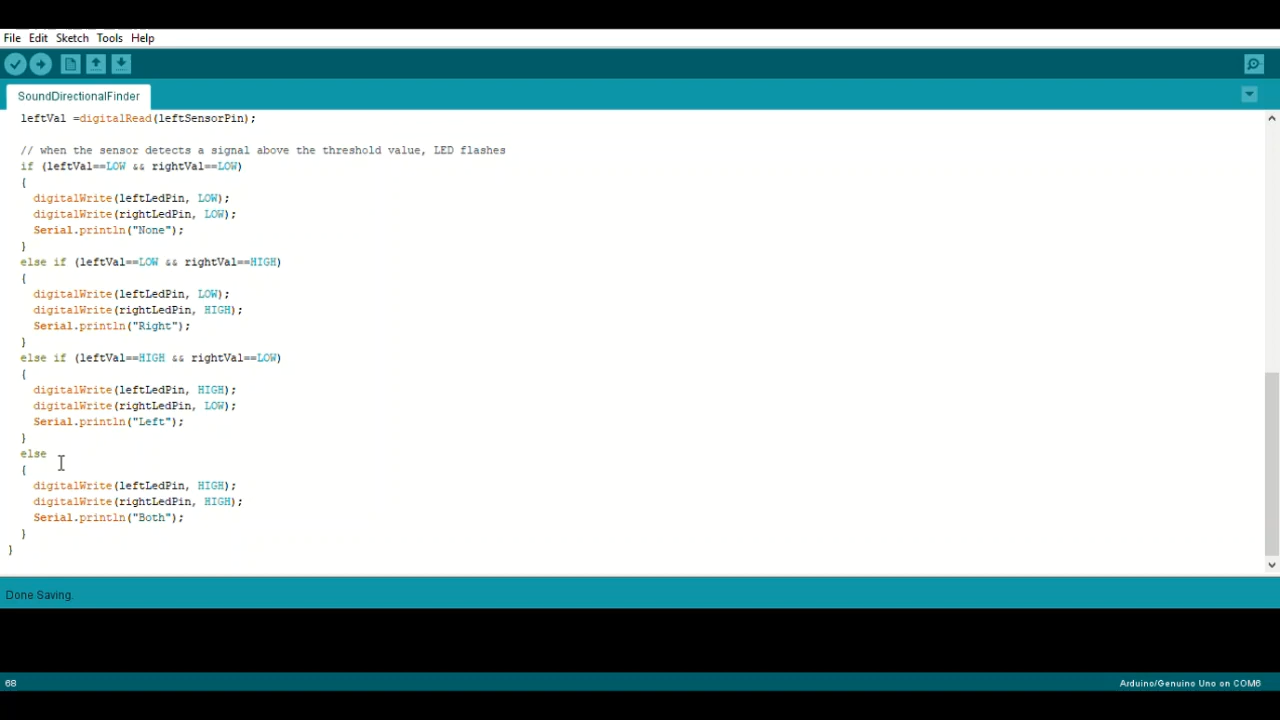 File Edit Sketch Tools Help
SoundDirectionalFinder
leftVal =digitalRead(leftSensorPin);
// when the sensor detects a signal above the threshold value, LED flashes
if (leftVal==LOW && rightVal==LOW)
{
digitalWrite(leftLedPin, LOW);
digitalWrite(rightLedPin, LOW);
Serial.println("None");
}
else if (leftVal==LOW && rightVal==HIGH)
{
digitalWrite(leftLedPin, LOW);
digitalWrite(rightLedPin, HIGH);
Serial.println("Right");
}
else if (leftVal==HIGH && rightVal==LOW)
{
digitalWrite(leftLedPin, HIGH);
digitalWrite(rightLedPin, LOW);
Serial.println("Left");
}
else
{
digitalWrite(leftLedPin, HIGH);
digitalWrite(rightLedPin, HIGH);
Serial.println("Both");
}
}
Done Saving.
68 Arduino/Genuino Uno on COM6